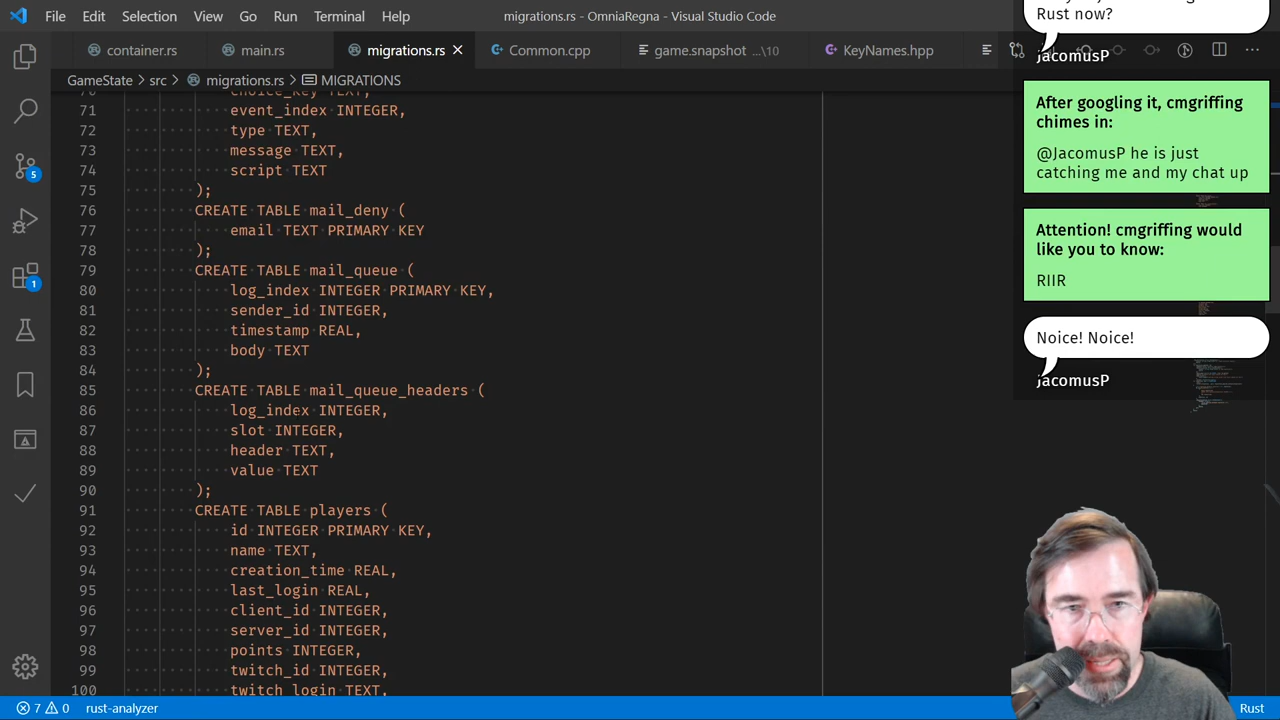 File Edit Selection View Go Run Terminal Help
migrations.rs - OmniaRegna - Visual Studio Code
container.rs
main.rs
migrations.rs
Common.cpp
game.snapshot ...\10
KeyNames.hpp
GameState > src > migrations.rs > MIGRATIONS
71 event_index INTEGER,
72 type TEXT,
73 message TEXT,
74 script TEXT
75 );
76 CREATE TABLE mail_deny (
77 email TEXT PRIMARY KEY
78 );
79 CREATE TABLE mail_queue (
80 log_index INTEGER PRIMARY KEY,
81 sender_id INTEGER,
82 timestamp REAL,
83 body TEXT
84 );
85 CREATE TABLE mail_queue_headers (
86 log_index INTEGER,
87 slot INTEGER,
88 header TEXT,
89 value TEXT
90 );
91 CREATE TABLE players (
92 id INTEGER PRIMARY KEY,
93 name TEXT,
94 creation_time REAL,
95 last_login REAL,
96 client_id INTEGER,
97 server_id INTEGER,
98 points INTEGER,
99 twitch_id INTEGER,
100 twitch_login TEXT,
Rust now?
jacomusP
After googling it, cmgriffing
chimes in:
@JacomusP he is just
catching me and my chat up
Attention! cmgriffing would
like you to know:
RIIR
Noice! Noice!
jacomusP
5
1
7 0 rust-analyzer
Rust